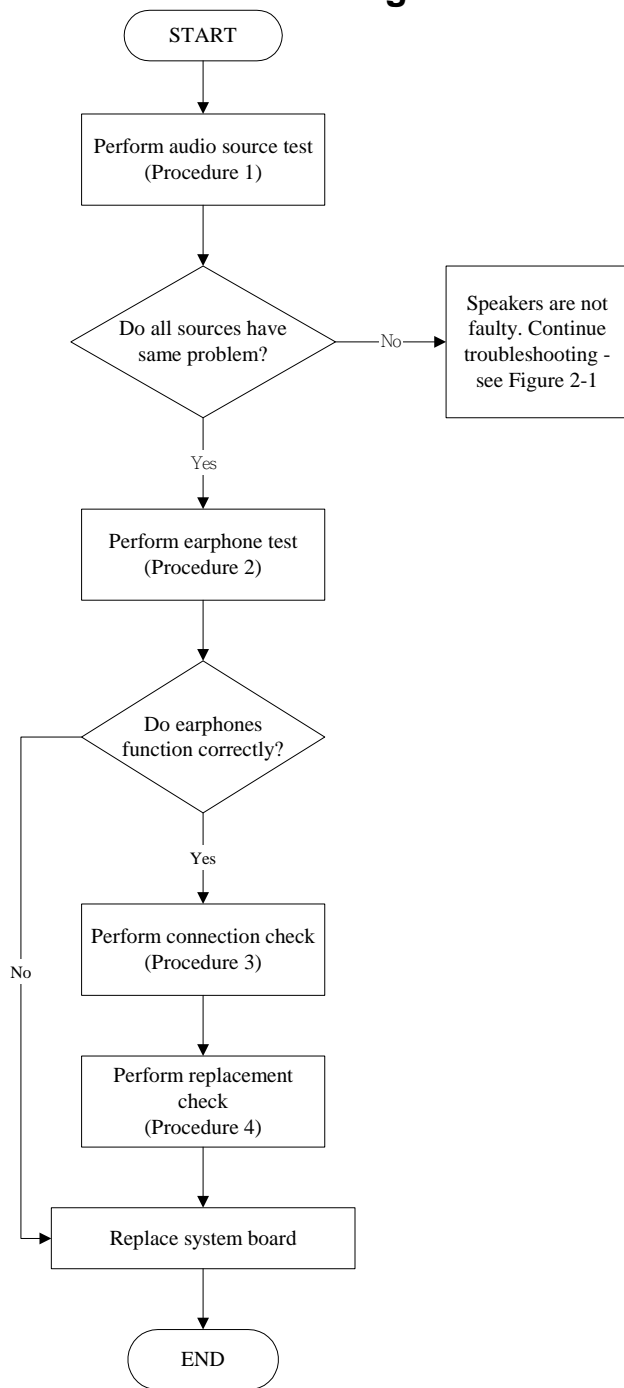 START
Perform audio source test
(Procedure 1)
Do all sources have
same problem?
No
Speakers are not
faulty. Continue
troubleshooting -
see Figure 2-1
Yes
Perform earphone test
(Procedure 2)
Do earphones
function correctly?
Yes
No
Perform connection check
(Procedure 3)
Perform replacement
check
(Procedure 4)
Replace system board
END